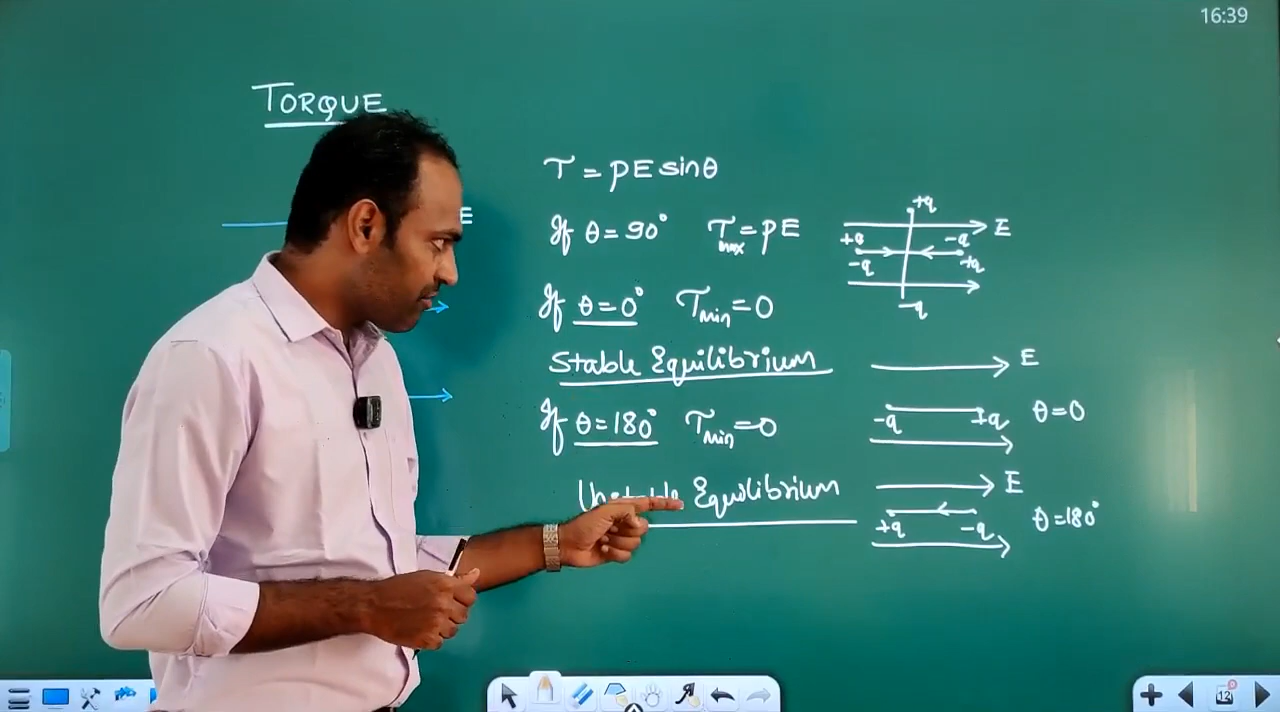 16:39
TORQUE
E
τ = pE sinθ
If θ = 90° τmax = pE
+q
E
+q -q
-q +q
-q
If θ = 0° τmin = 0
Stable Equilibrium
E
If θ = 180° τmin = 0
-q +q θ = 0
Equilibrium
E
+q -q θ = 180°
12